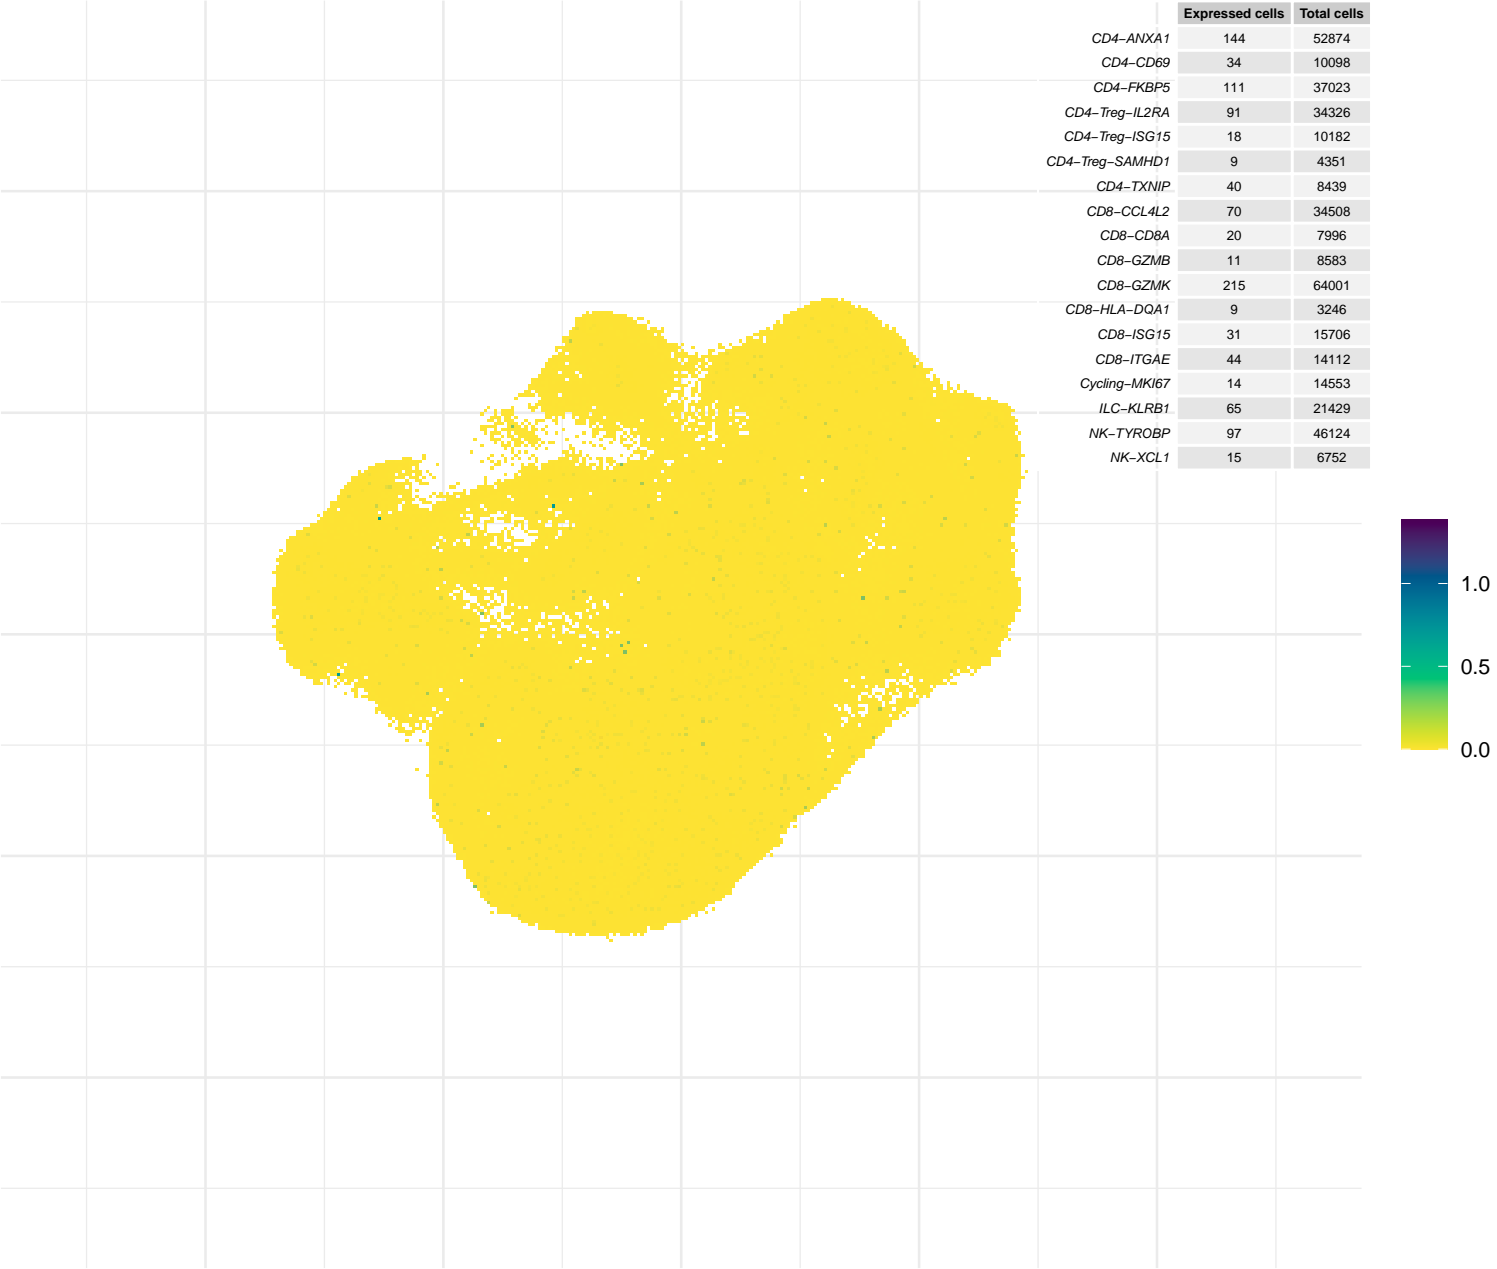 Expressed cells Total cells
CD4−ANXA1 144 52874
CD4−CD69 34 10098
CD4−FKBP5 111 37023
CD4−Treg−IL2RA 91 34326
CD4−Treg−ISG15 18 10182
CD4−Treg−SAMHD1 9 4351
CD4−TXNIP 40 8439
CD8−CCL4L2 70 34508
CD8−CD8A 20 7996
CD8−GZMB 11 8583
CD8−GZMK 215 64001
CD8−HLA−DQA1 9 3246
CD8−ISG15 31 15706
CD8−ITGAE 44 14112
Cycling−MKI67 14 14553
ILC−KLRB1 65 21429
NK−TYROBP 97 46124
NK−XCL1 15 6752
1.0
0.5
0.0